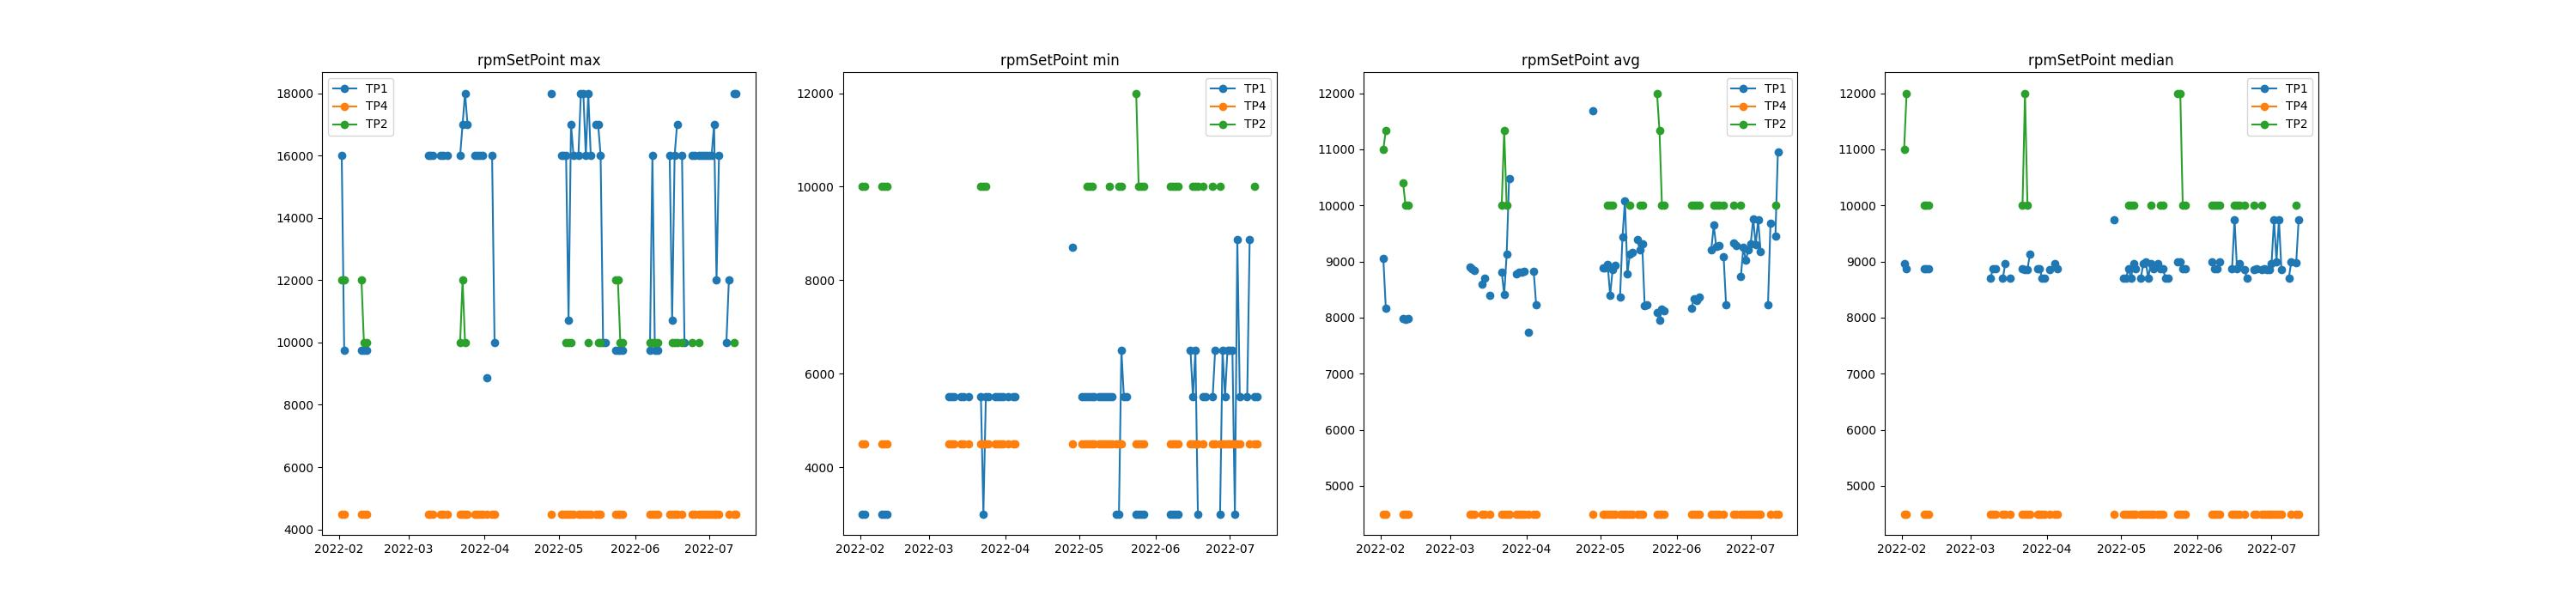 rpmSetPoint max
TP1
TP4
TP2
18000
16000
14000
12000
10000
8000
6000
4000
2022-02 2022-03 2022-04 2022-05 2022-06 2022-07
rpmSetPoint min
TP1
TP4
TP2
12000
10000
8000
6000
4000
2022-02 2022-03 2022-04 2022-05 2022-06 2022-07
rpmSetPoint avg
TP1
TP4
TP2
12000
11000
10000
9000
8000
7000
6000
5000
2022-02 2022-03 2022-04 2022-05 2022-06 2022-07
rpmSetPoint median
TP1
TP4
TP2
12000
11000
10000
9000
8000
7000
6000
5000
2022-02 2022-03 2022-04 2022-05 2022-06 2022-07